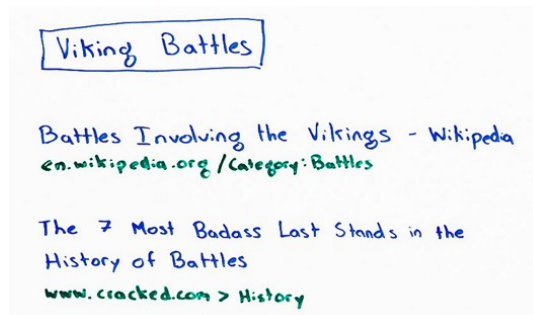 Viking Battles
Battles Involving the Vikings - Wikipedia
en.wikipedia.org/Category:Battles
The 7 Most Badass Last Stands in the
History of Battles
www.cracked.com > History